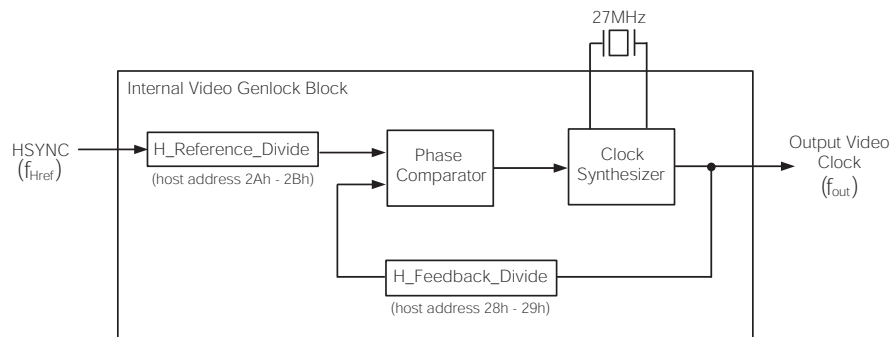 27MHz
Internal Video Genlock Block
HSYNC
(fHref)
H_Reference_Divide
(host address 2Ah - 2Bh)
Phase
Comparator
Clock
Synthesizer
Output Video
Clock
(fout)
H_Feedback_Divide
(host address 28h - 29h)